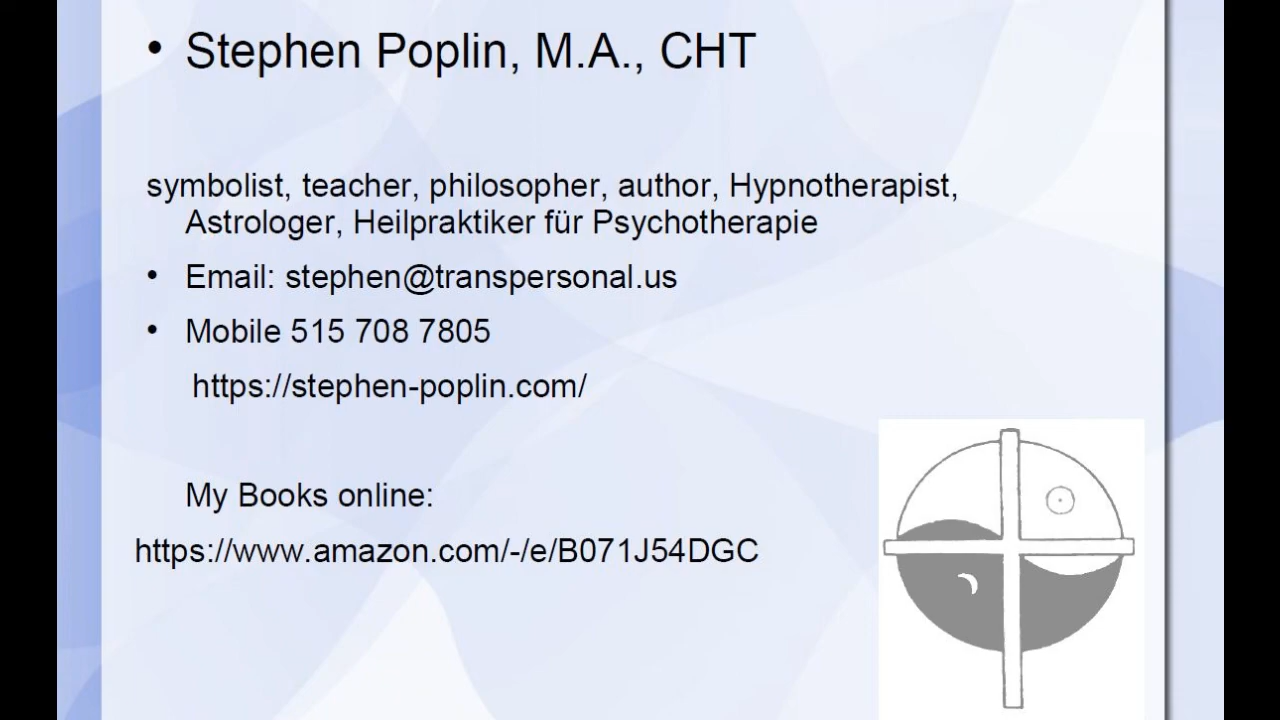 • Stephen Poplin, M.A., CHT
symbolist, teacher, philosopher, author, Hypnotherapist,
Astrologer, Heilpraktiker für Psychotherapie
• Email: stephen@transpersonal.us
• Mobile 515 708 7805
https://stephen-poplin.com/
My Books online:
https://www.amazon.com/-/e/B071J54DGC